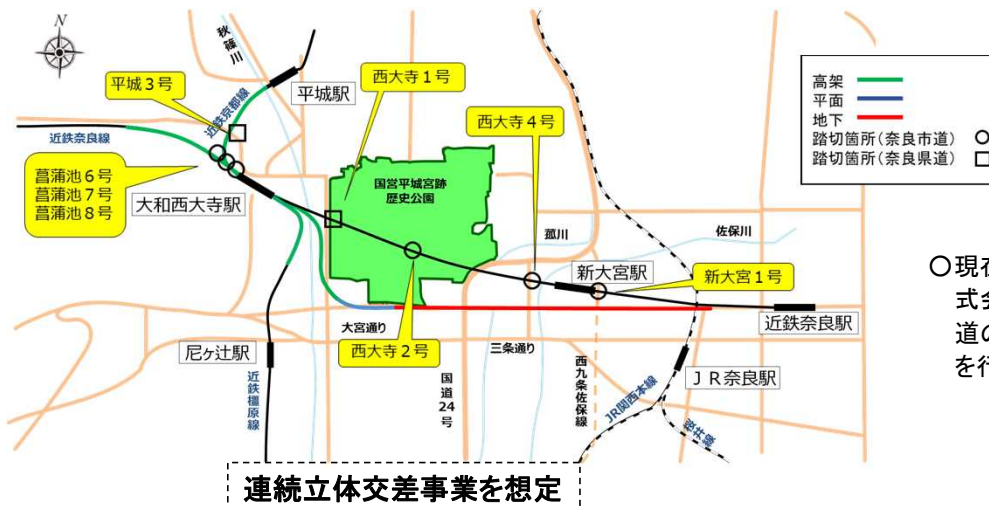 N
秋篠川
平城3号
西大寺1号
平城駅
近鉄京都線
西大寺4号
近鉄奈良線
高架
平面
地下
踏切箇所(奈良市道)
踏切箇所(奈良県道)
菖蒲池6号
菖蒲池7号
菖蒲池8号
大和西大寺駅
国営平城宮跡
歴史公園
菰川
佐保川
新大宮駅
新大宮1号
近鉄奈良駅
大宮通り
三条通り
西大寺2号
尼ヶ辻駅
近鉄橿原線
国道24号
西九条佐保線
JR関西本線
JR奈良駅
桜井線
○現在
式会
道の
を行
連続立体交差事業を想定